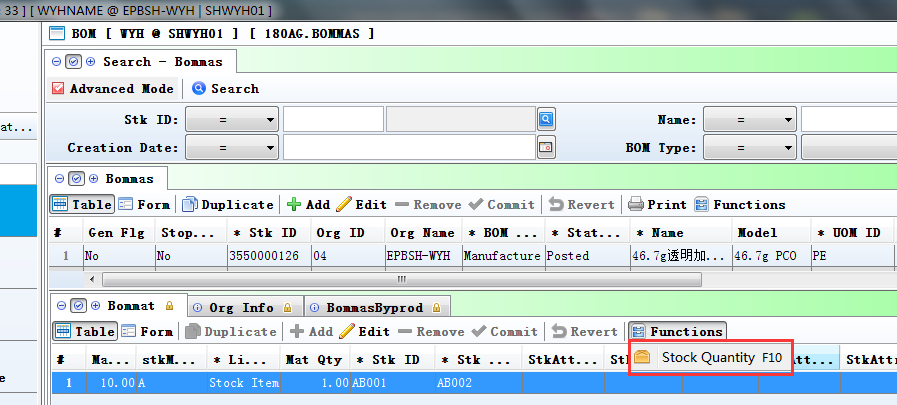 : 33 ] [ WYHNAME @ EPBSH-WYH | SHWYH01 ]
BOM [ WYH @ SHWYH01 ] [ 180AG.BOMMAS ]
Search - Bommas
Advanced Mode Search
at...
Stk ID: = Name: =
Creation Date: = BOM Type: =
Bommas
Table Form Duplicate Add Edit Remove Commit Revert Print Functions
# Gen Flg Stop... * Stk ID Org ID Org Name * BOM ... * Stat... * Name Model * UOM ID
1 No No 3550000126 04 EPBSH-WYH Manufacture Posted 46.7g透明加... 46.7g PCO PE
Bommat Org Info BommasByprod
Table Form Duplicate Add Edit Remove Commit Revert Functions
# Ma... stkM... * Li... Mat Qty * Stk ID * Stk ... StkAtt... St Att... StkAttr
Stock Quantity F10
e 1 10.00 A Stock Item 1.00 AB001 AB002